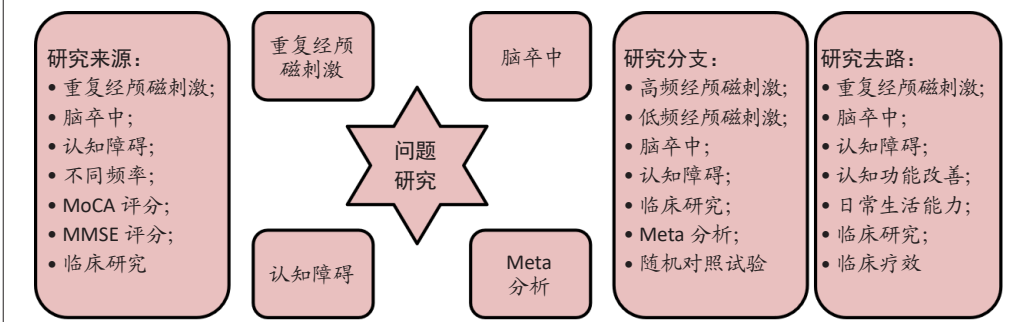 研究来源：
• 重复经颅磁刺激；
• 脑卒中；
• 认知障碍；
• 不同频率；
• MoCA 评分；
• MMSE 评分；
• 临床研究
重复经颅
磁刺激
脑卒中
问题
研究
认知障碍
Meta
分析
研究分支：
• 高频经颅磁刺激；
• 低频经颅磁刺激；
• 脑卒中；
• 认知障碍；
• 临床研究；
• Meta 分析；
• 随机对照试验
研究去路：
• 重复经颅磁刺激；
• 脑卒中；
• 认知障碍；
• 认知功能改善；
• 日常生活能力；
• 临床研究；
• 临床疗效